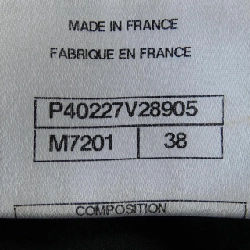 MADE IN FRANCE
FABRIQUE EN FRANCE
P40227V28905
M7201 38
COMPOSITION